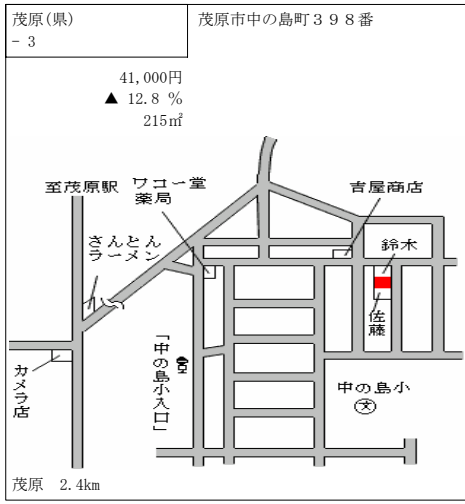 茂原(県)
- 3
茂原市中の島町３９８番
41,000円
▲ 12.8 %
215㎡
至茂原駅
ワコー堂
薬局
吉屋商店
さんとん
ラーメン
鈴木
佐藤
カメラ店
「中の島小入口」
中の島小
文
茂原 2.4km